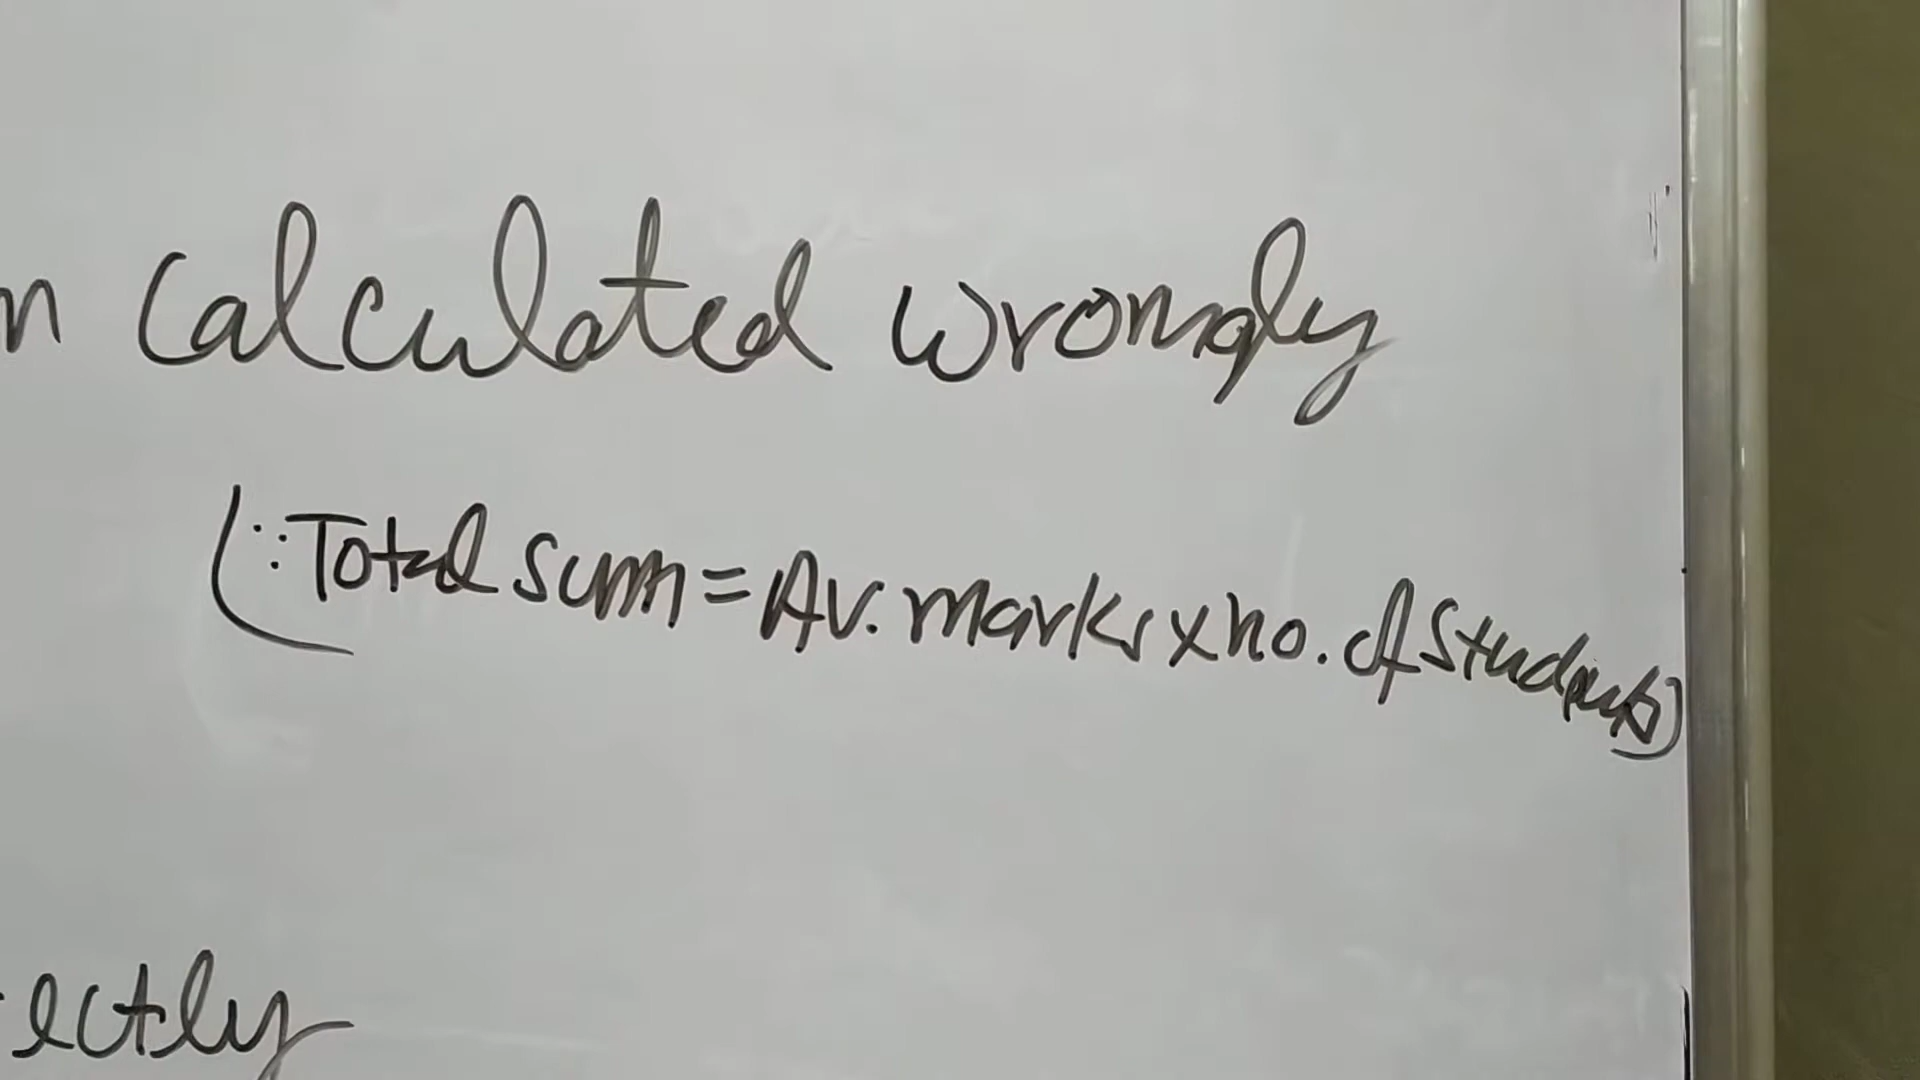 n calculated wrongly
(∵ Total sum = Av. marks x no. of students)
ectly